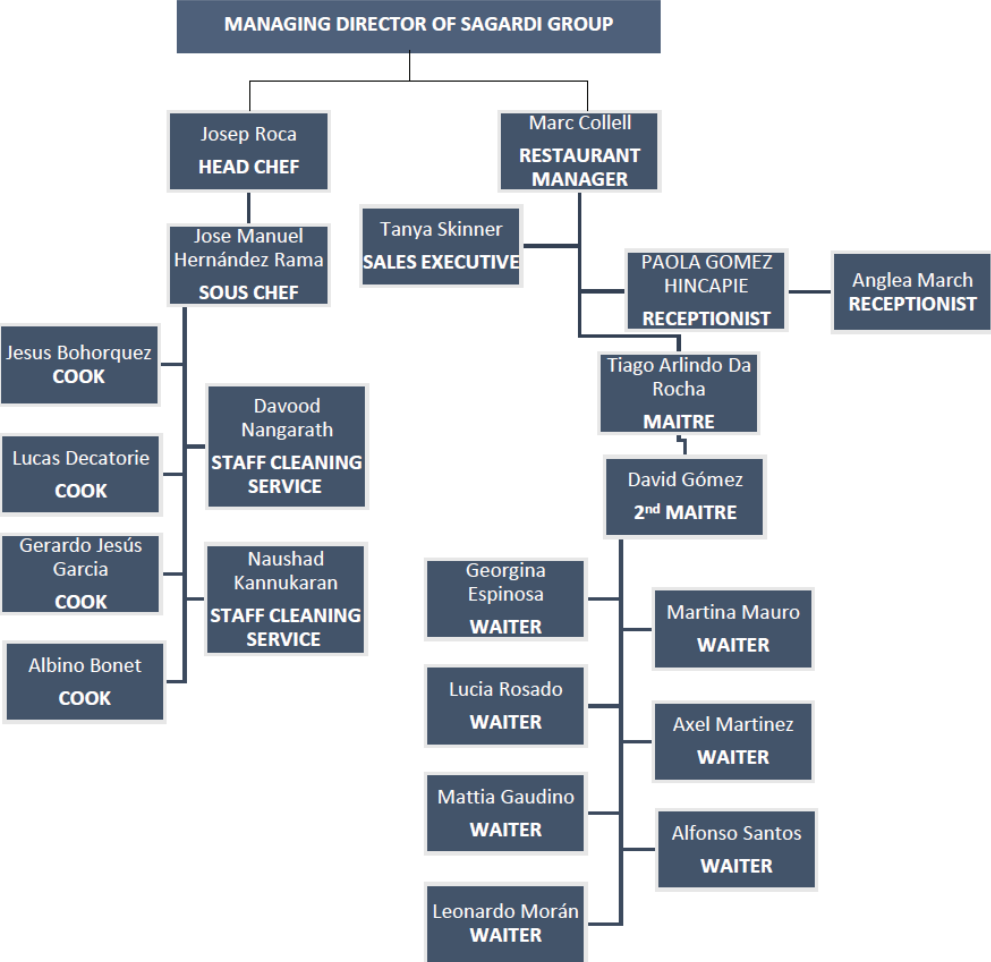 MANAGING DIRECTOR OF SAGARDI GROUP
Josep Roca
HEAD CHEF
Marc Collell
RESTAURANT
MANAGER
Jose Manuel
Hernández Rama
SOUS CHEF
Tanya Skinner
SALES EXECUTIVE
PAOLA GOMEZ
HINCAPIE
RECEPTIONIST
Anglea March
RECEPTIONIST
Jesus Bohorquez
COOK
Davood
Nangarath
STAFF CLEANING
SERVICE
Lucas Decatorie
COOK
Gerardo Jesús
Garcia
COOK
Naushad
Kannukaran
STAFF CLEANING
SERVICE
Albino Bonet
COOK
Tiago Arlindo Da
Rocha
MAITRE
David Gómez
2nd MAITRE
Georgina
Espinosa
WAITER
Martina Mauro
WAITER
Lucia Rosado
WAITER
Axel Martinez
WAITER
Mattia Gaudino
WAITER
Alfonso Santos
WAITER
Leonardo Morán
WAITER